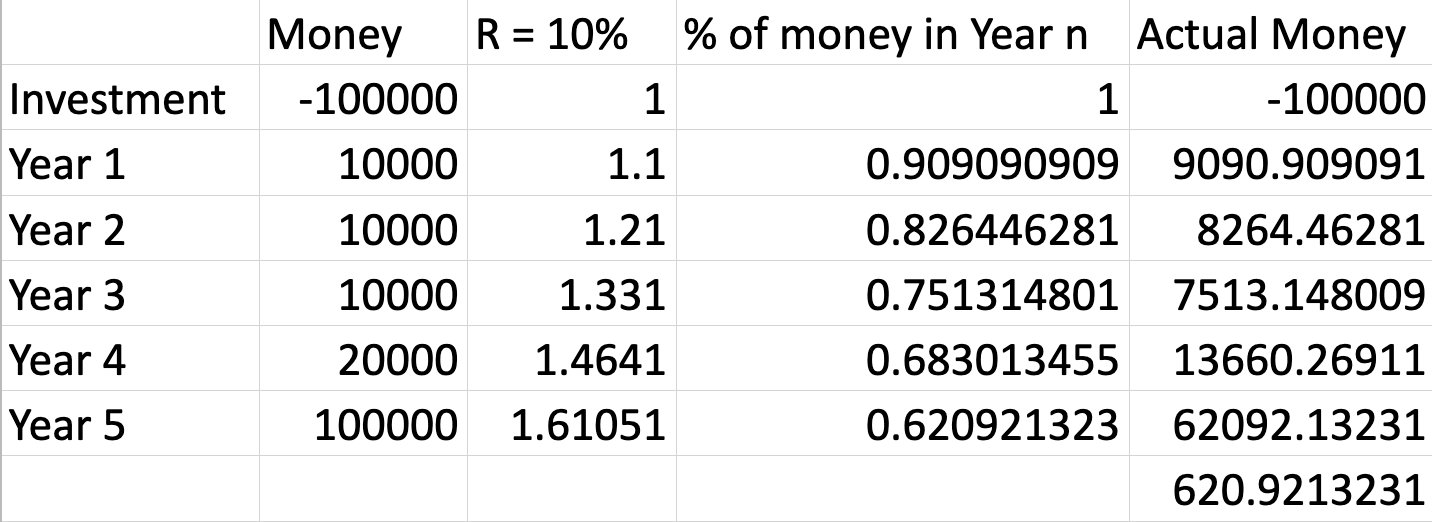 Money R = 10% % of money in Year n Actual Money
Investment -100000 1 1 -100000
Year 1 10000 1.1 0.909090909 9090.909091
Year 2 10000 1.21 0.826446281 8264.46281
Year 3 10000 1.331 0.751314801 7513.148009
Year 4 20000 1.4641 0.683013455 13660.26911
Year 5 100000 1.61051 0.620921323 62092.13231
620.9213231